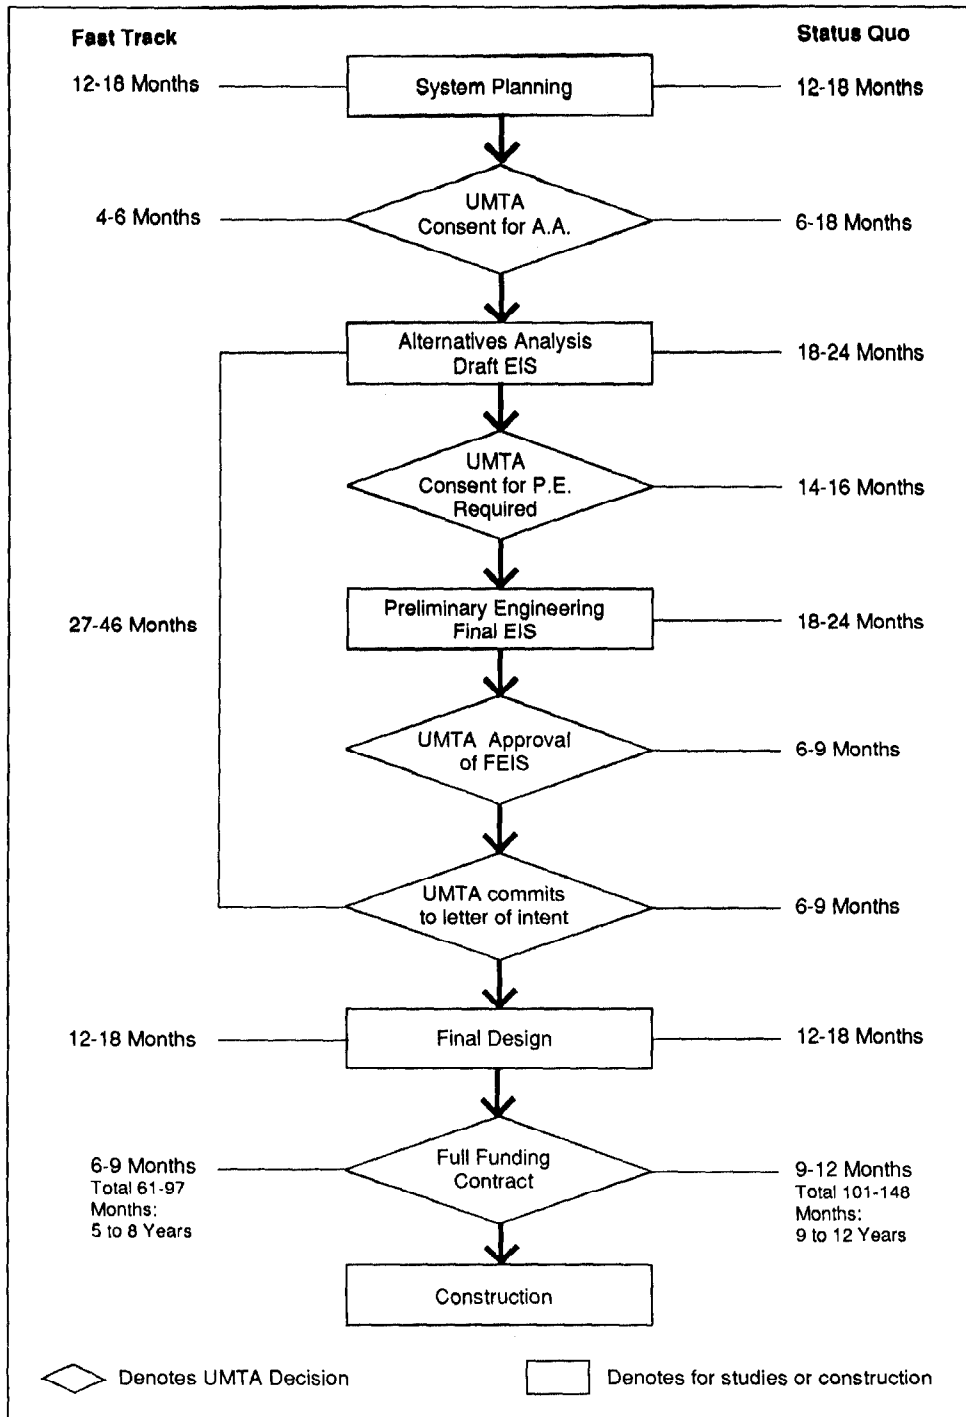 Fast Track
Status Quo
12-18 Months
System Planning
12-18 Months
4-6 Months
UMTA
Consent for A.A.
6-18 Months
Alternatives Analysis
Draft EIS
18-24 Months
UMTA
Consent for P.E.
Required
14-16 Months
27-46 Months
Preliminary Engineering
Final EIS
18-24 Months
UMTA Approval
of FEIS
6-9 Months
UMTA commits
to letter of intent
6-9 Months
12-18 Months
Final Design
12-18 Months
6-9 Months
Total 61-97
Months:
5 to 8 Years
Full Funding
Contract
9-12 Months
Total 101-148
Months:
9 to 12 Years
Construction
Denotes UMTA Decision
Denotes for studies or construction